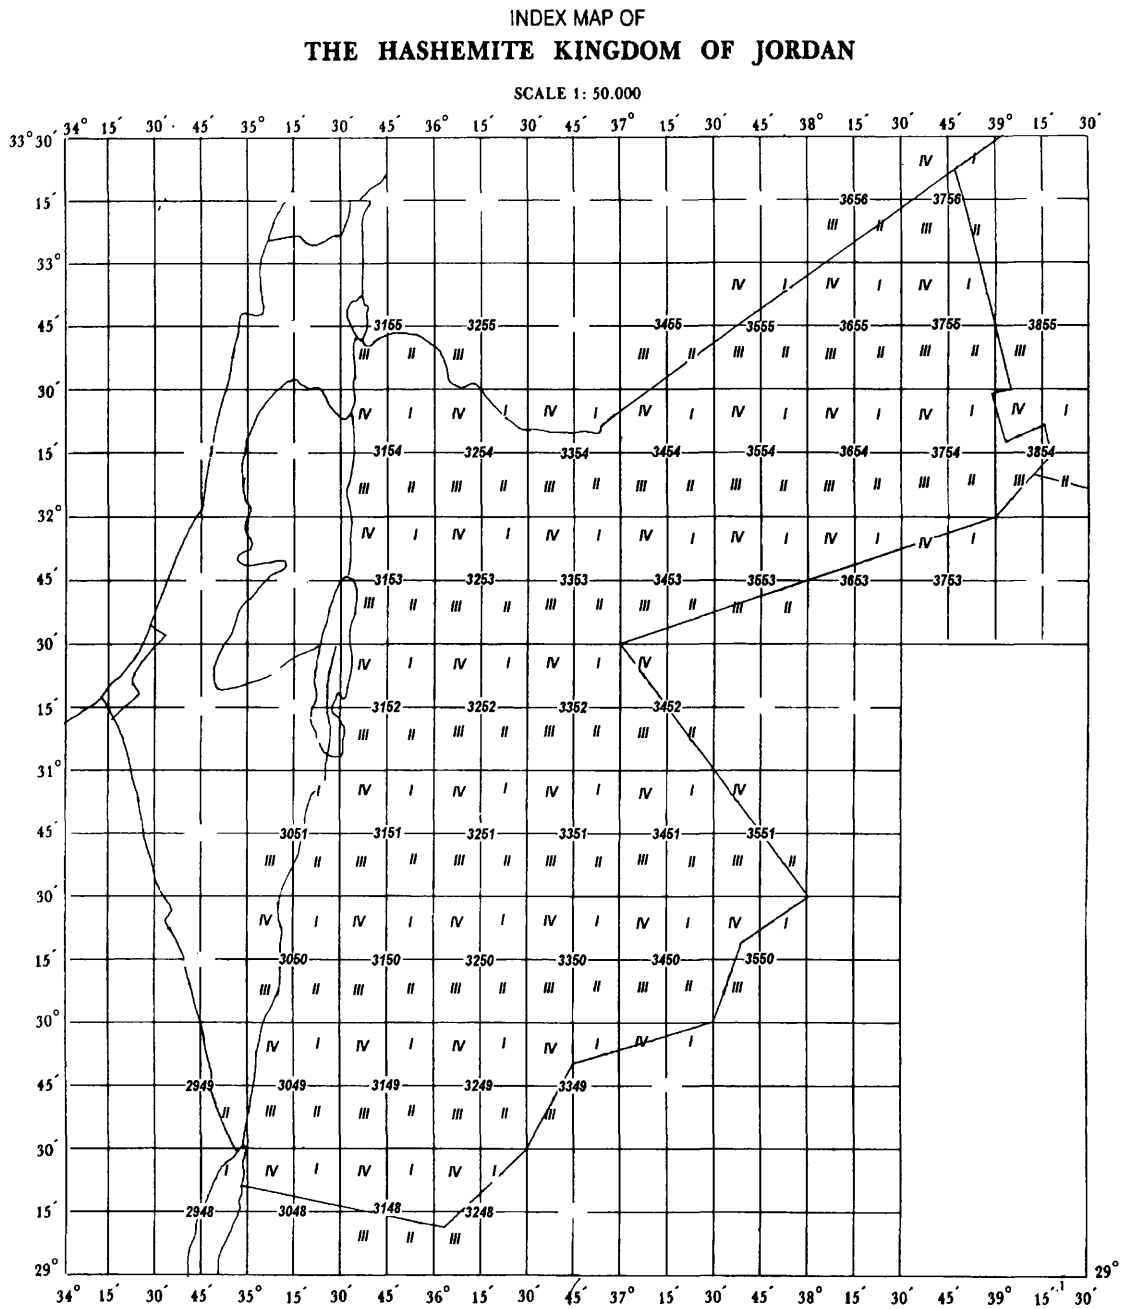 INDEX MAP OF
THE HASHEMITE KINGDOM OF JORDAN
SCALE 1: 50.000
33° 30´ 34° 15´ 30´ 45´ 35° 15´ 30´ 45´ 36° 15´ 30´ 45´ 37° 15´ 30´ 45´ 38° 15´ 30´ 45´ 39° 15´ 30´
IV I
15´ 3656 3756
III II III II
33° IV I IV I IV I
45´ 3155 3255 3455 3555 3655 3755 3855
III II III III II III II III II III II III
30´
IV I IV I IV I IV I IV I IV I IV I IV I
15´ 3154 3254 3354 3454 3554 3654 3754 3854
III II III II III II III II III II III II III II III II
32°
IV I IV I IV I IV I IV I IV I IV I
45´ 3153 3253 3353 3453 3553 3653 3753
III II III II III II III II III II
30´
IV I IV I IV I IV
15´ 3152 3252 3352 3452
III II III II III II III II
31°
I IV I IV I IV I IV I IV
45´ 3051 3151 3251 3351 3451 3551
III II III II III II III II III II III II
30´
IV I IV I IV I IV I IV I IV I
15´ 3050 3150 3250 3350 3450 3550
III II III II III II III II III II III
30´
IV I IV I IV I IV I IV I
45´ 2949 3049 3149 3249 3349
II III II III II III II III
30´
I IV I IV I IV I
15´ 2948 3048 3148 3248
III II III
29° 29°
34° 15´ 30´ 45´ 35° 15´ 30´ 45´ 36° 15´ 30´ 45´ 37° 15´ 30´ 45´ 38° 15´ 30´ 45´ 39° 15´ 30´